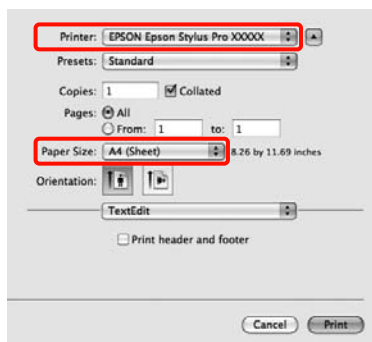 Printer: EPSON Epson Stylus Pro XXXXX
Presets: Standard
Copies: 1 Collated
Pages: All
From: 1 to: 1
Paper Size: A4 (Sheet) 8.26 by 11.69 inches
Orientation:
TextEdit
Print header and footer
Cancel Print